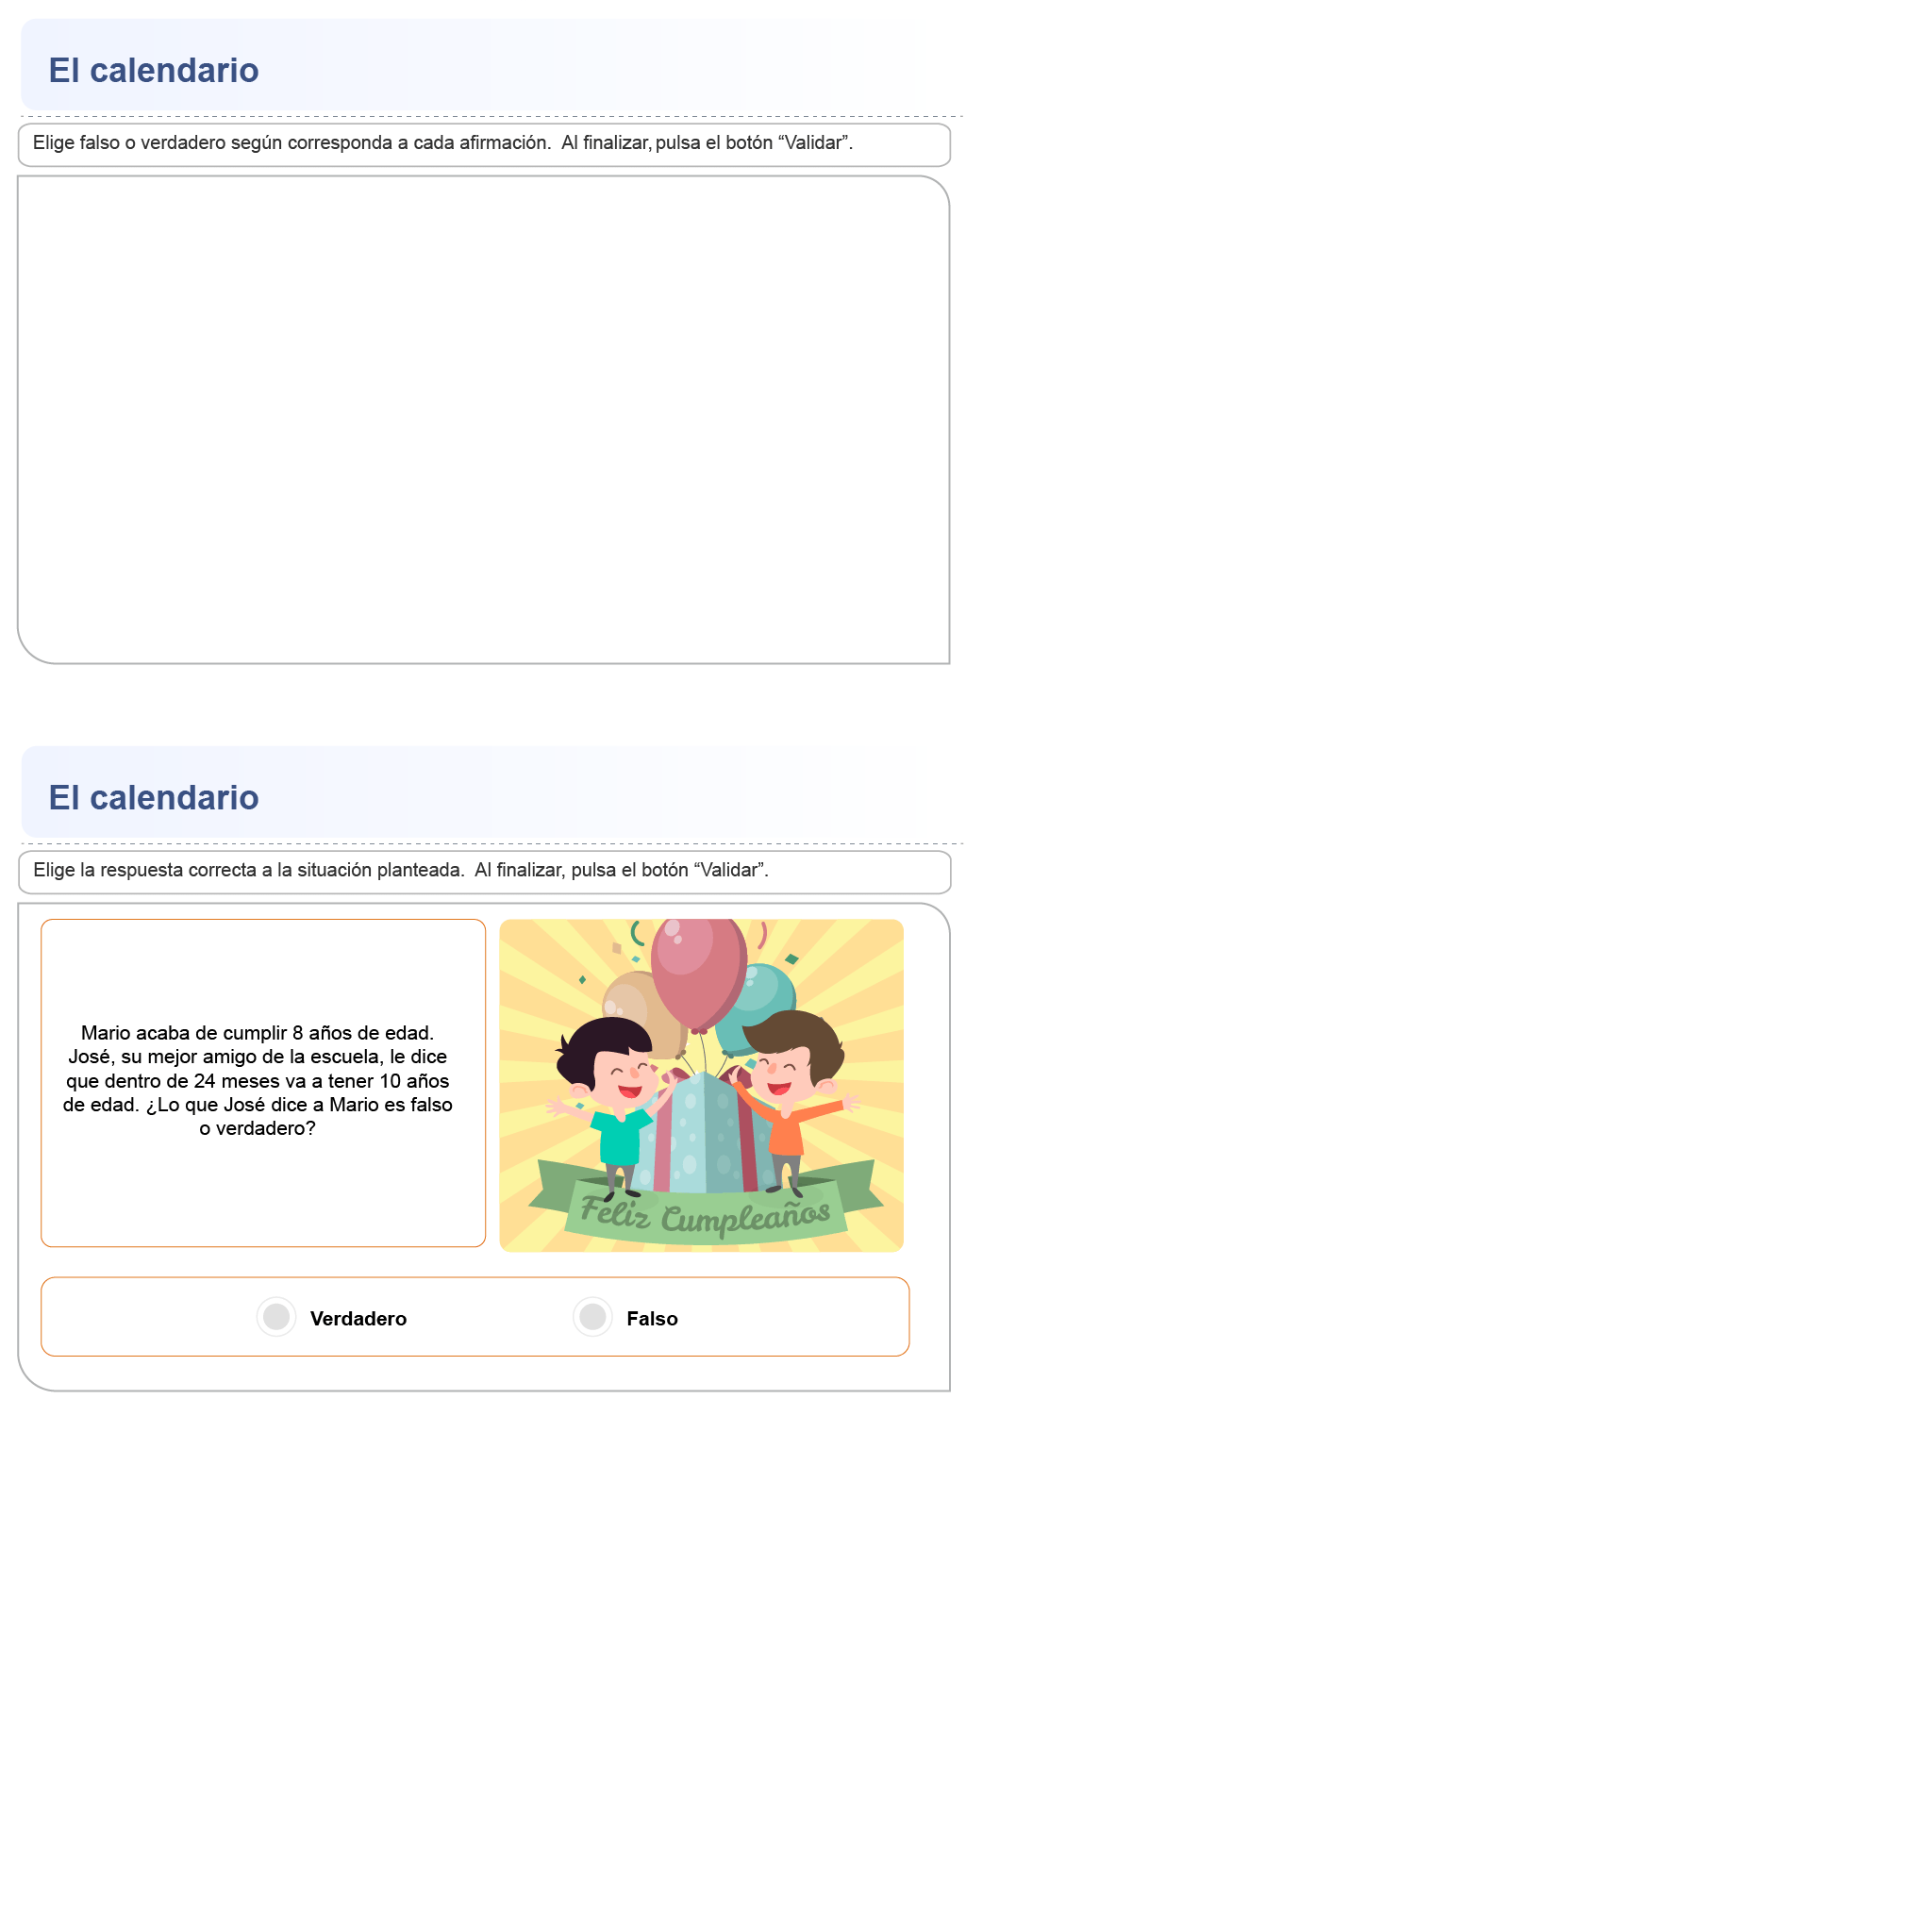 El calendario
Elige falso o verdadero según corresponda a cada afirmación.  Al finalizar, pulsa el botón “Validar”.
El calendario
Elige la respuesta correcta a la situación planteada.  Al finalizar, pulsa el botón “Validar”.
Mario acaba de cumplir 8 años de edad.
José, su mejor amigo de la escuela, le dice
que dentro de 24 meses va a tener 10 años
de edad. ¿Lo que José dice a Mario es falso
o verdadero?
Feliz Cumpleaños
Verdadero
Falso